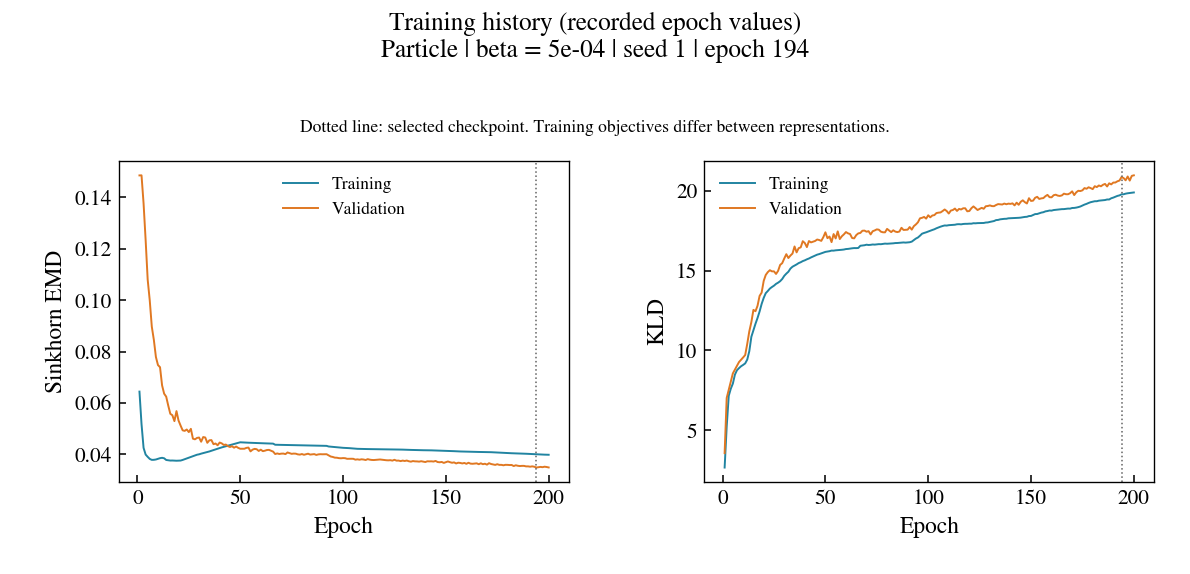 Training history (recorded epoch values)
Particle | beta = 5e-04 | seed 1 | epoch 194
Dotted line: selected checkpoint. Training objectives differ between representations.
Sinkhorn EMD
0.14
0.12
0.10
0.08
0.06
0.04
Training
Validation
0
50
100
150
200
Epoch
KLD
20
15
10
5
Training
Validation
0
50
100
150
200
Epoch